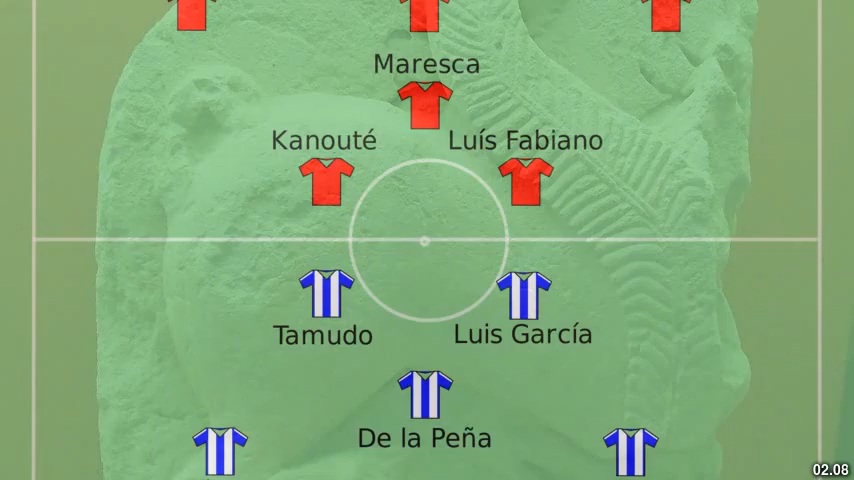 Maresca
Kanouté Luís Fabiano
Tamudo Luis García
De la Peña
02.08